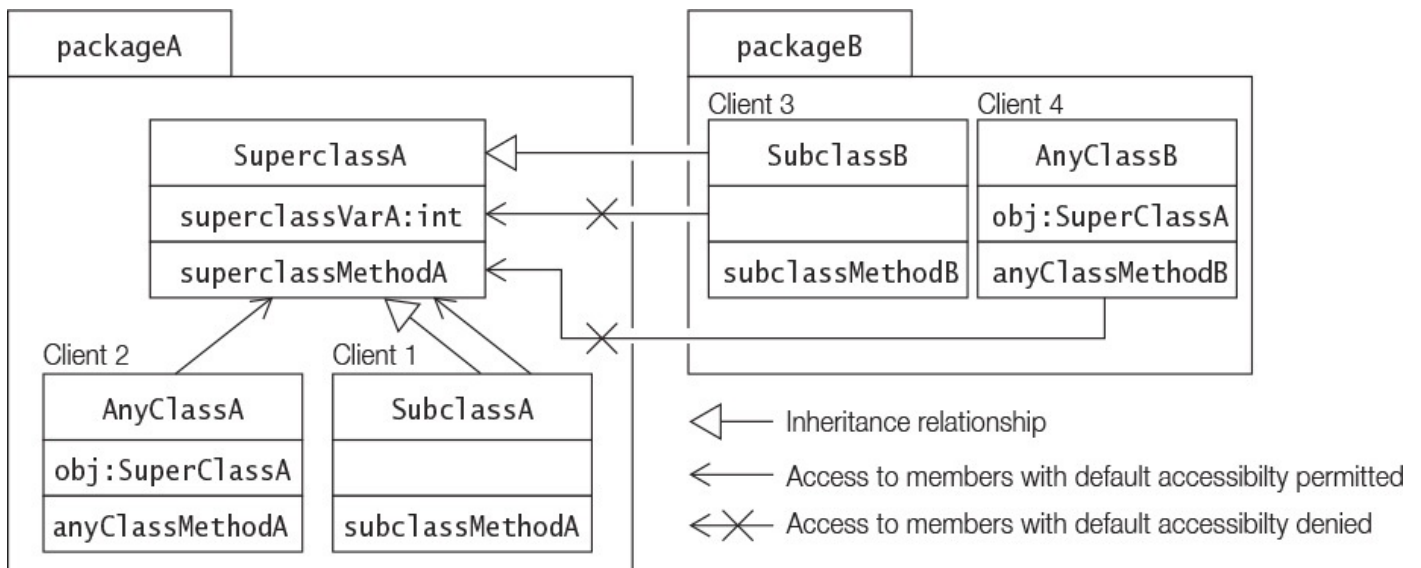 packageA
SuperclassA
superclassVarA:int
superclassMethodA
Client 2
AnyClassA
obj:SuperClassA
anyClassMethodA
Client 1
SubclassA
subclassMethodA
packageB
Client 3
SubclassB
subclassMethodB
Client 4
AnyClassB
obj:SuperClassA
anyClassMethodB
Inheritance relationship
Access to members with default accessibilty permitted
Access to members with default accessibilty denied